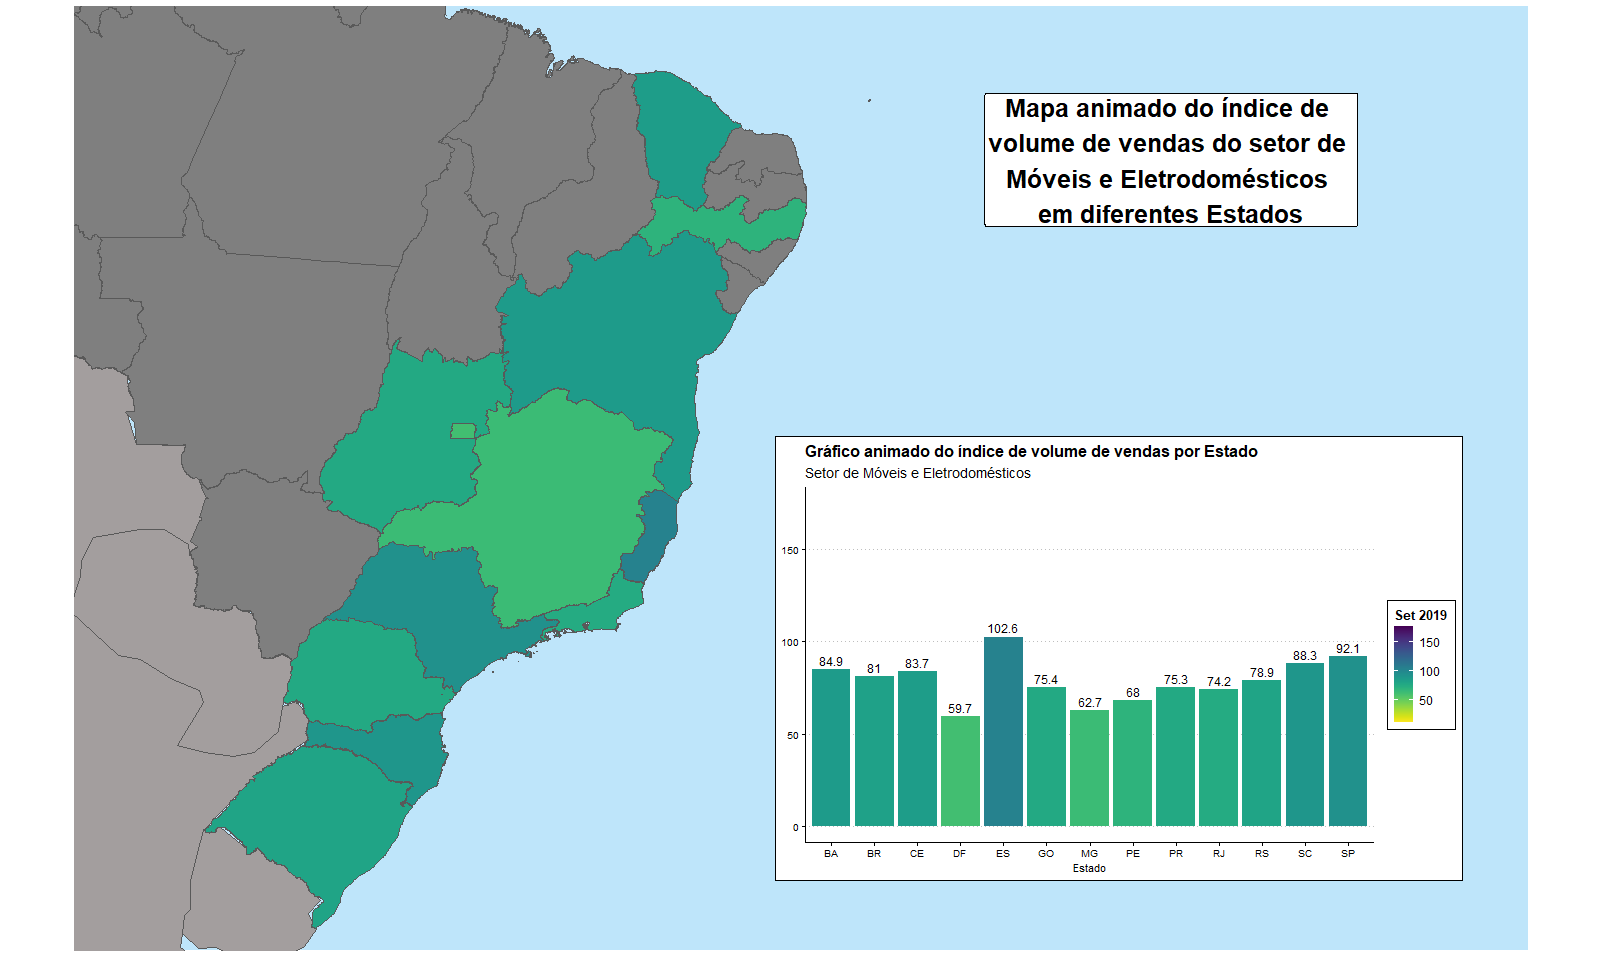 Mapa animado do índice de
volume de vendas do setor de
Móveis e Eletrodomésticos
em diferentes Estados
Gráfico animado do índice de volume de vendas por Estado
Setor de Móveis e Eletrodomésticos
150
100
50
0
84.9
81
83.7
59.7
102.6
75.4
62.7
68
75.3
74.2
78.9
88.3
92.1
BA BR CE DF ES GO MG PE PR RJ RS SC SP
Estado
Set 2019
150
100
50